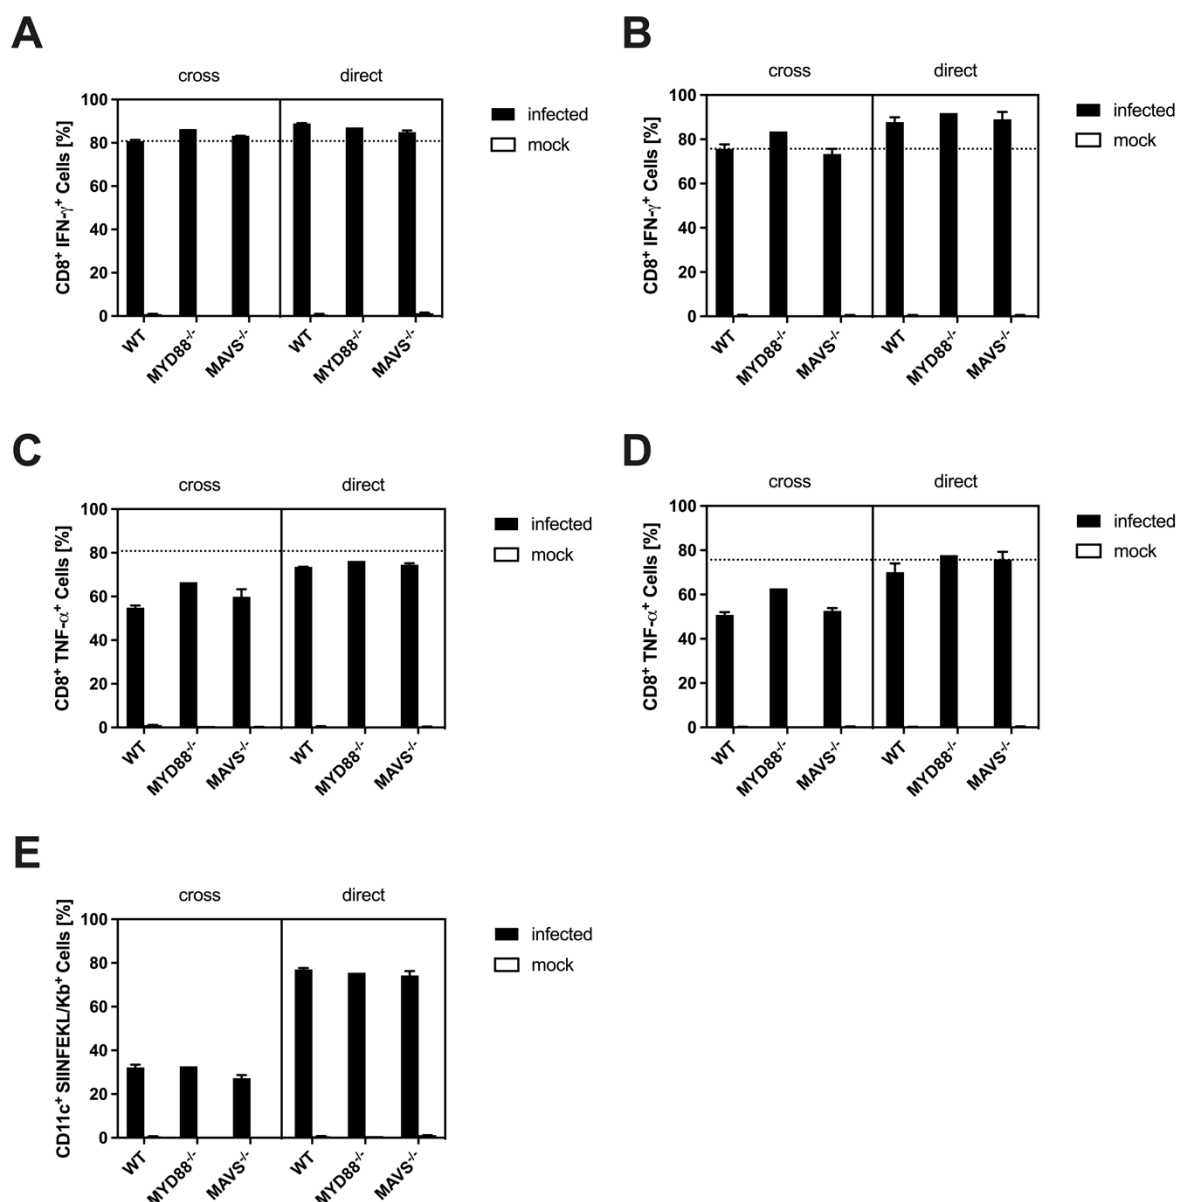 A
cross direct
CD8⁺ IFN-γ⁺ Cells [%]
100
80
60
40
20
0
WT
MYD88⁻/⁻
MAVS⁻/⁻
WT
MYD88⁻/⁻
MAVS⁻/⁻
infected
mock
B
cross direct
CD8⁺ IFN-γ⁺ Cells [%]
100
80
60
40
20
0
WT
MYD88⁻/⁻
MAVS⁻/⁻
WT
MYD88⁻/⁻
MAVS⁻/⁻
infected
mock
C
cross direct
CD8⁺ TNF-α⁺ Cells [%]
100
80
60
40
20
0
WT
MYD88⁻/⁻
MAVS⁻/⁻
WT
MYD88⁻/⁻
MAVS⁻/⁻
infected
mock
D
cross direct
CD8⁺ TNF-α⁺ Cells [%]
100
80
60
40
20
0
WT
MYD88⁻/⁻
MAVS⁻/⁻
WT
MYD88⁻/⁻
MAVS⁻/⁻
infected
mock
E
cross direct
CD11c⁺ SIINFEKL/Kb⁺ Cells [%]
100
80
60
40
20
0
WT
MYD88⁻/⁻
MAVS⁻/⁻
WT
MYD88⁻/⁻
MAVS⁻/⁻
infected
mock